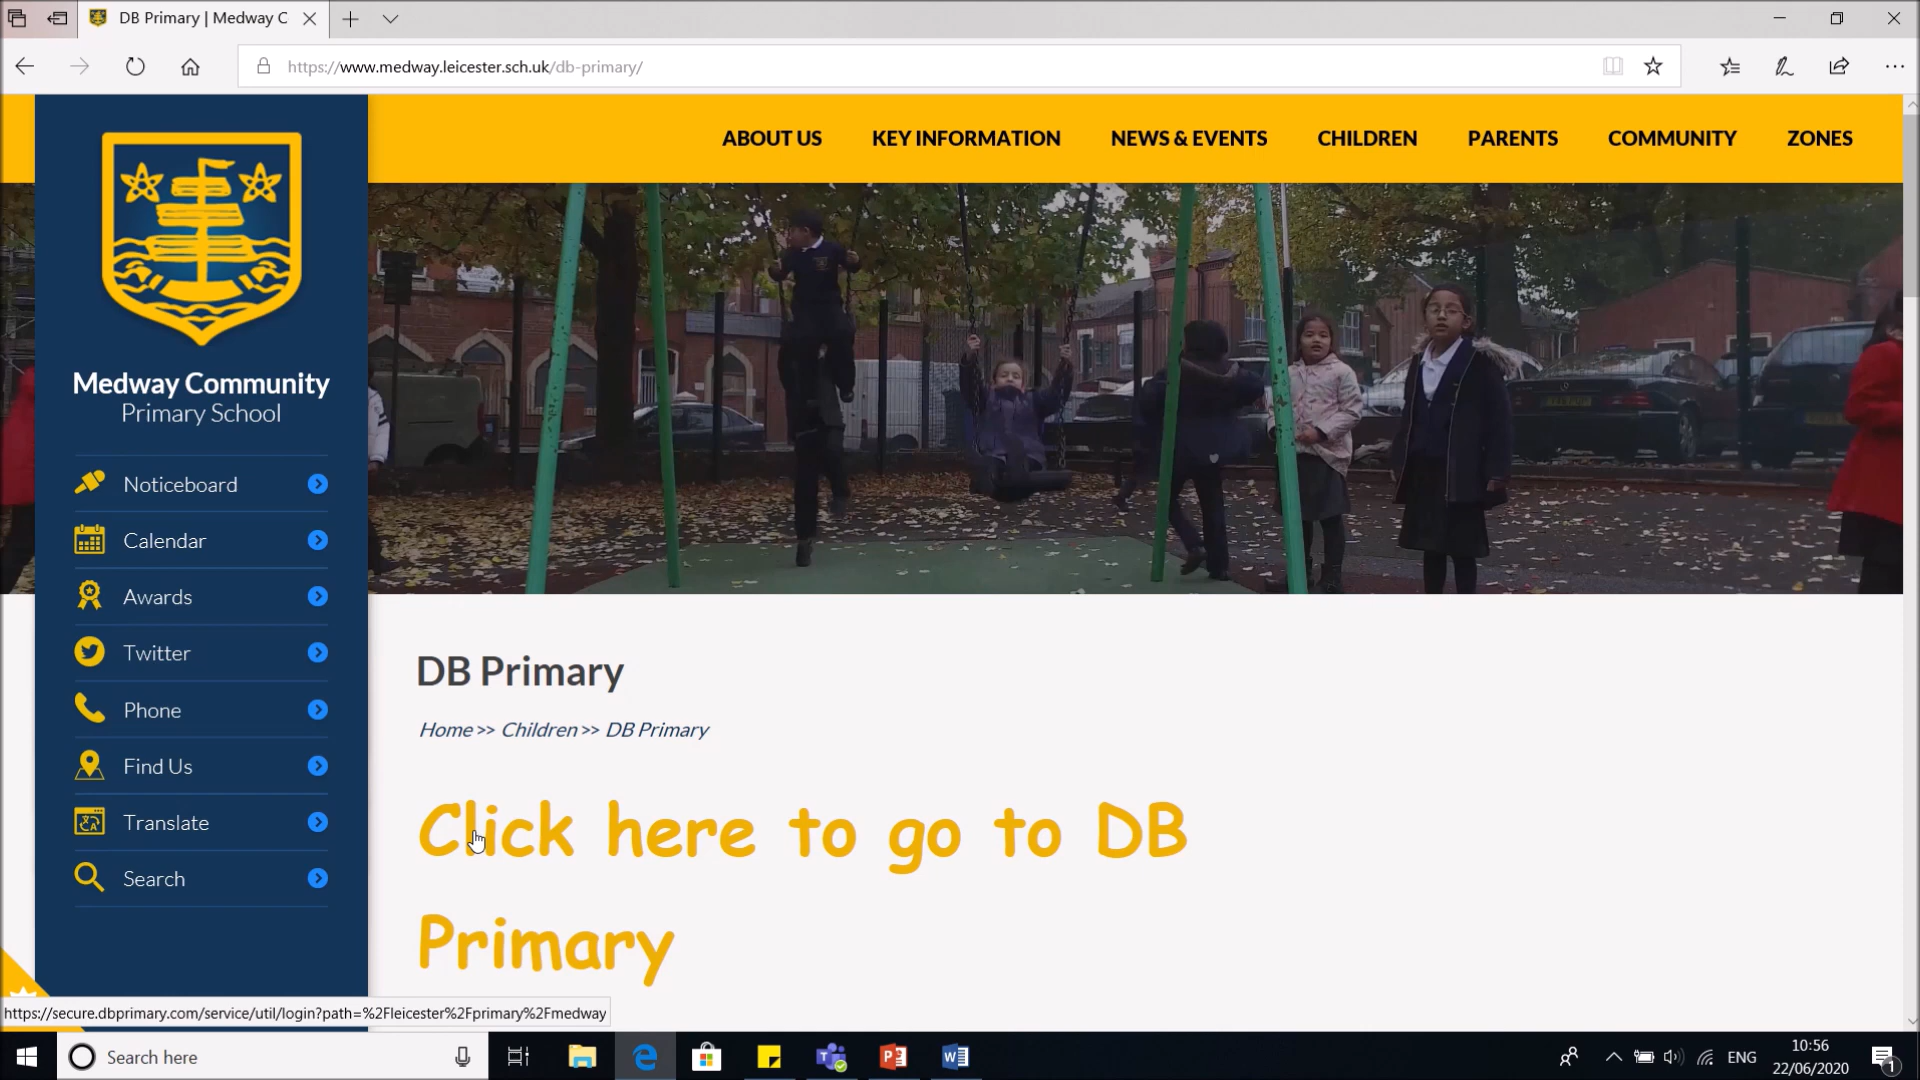 DB Primary | Medway C
https://www.medway.leicester.sch.uk/db-primary/
ABOUT US KEY INFORMATION NEWS & EVENTS CHILDREN PARENTS COMMUNITY ZONES
Medway Community
Primary School
Noticeboard
Calendar
Awards
Twitter
Phone
Find Us
Translate
Search
DB Primary
Home >> Children >> DB Primary
Click here to go to DB
Primary
https://secure.dbprimary.com/service/util/login?path=%2Fleicester%2Fprimary%2Fmedway
Search here
ENG
10:56
22/06/2020
1